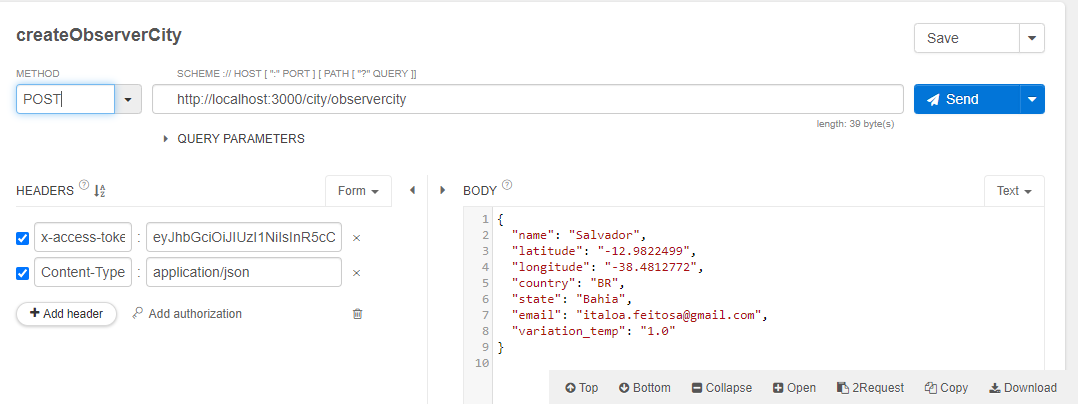 createObserverCity
Save
METHOD
SCHEME :// HOST [ ":" PORT ] [ PATH [ "?" QUERY ]]
POST
http://localhost:3000/city/observercity
Send
length: 39 byte(s)
QUERY PARAMETERS
HEADERS ? A Z
Form
BODY ?
Text
x-access-toke : eyJhbGciOiJIUzI1NiIsInR5cC ×
Content-Type : application/json ×
+ Add header
Add authorization
1 {
2 "name": "Salvador",
3 "latitude": "-12.9822499",
4 "longitude": "-38.4812772",
5 "country": "BR",
6 "state": "Bahia",
7 "email": "italoa.feitosa@gmail.com",
8 "variation_temp": "1.0"
9 }
10
Top Bottom Collapse Open 2Request Copy Download